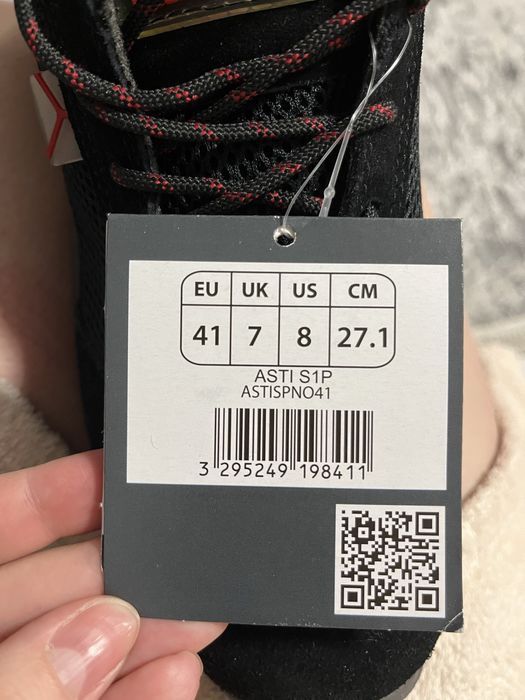 EU UK US CM
41 7 8 27.1
ASTI S1P
ASTISPNO41
3 295249 198411